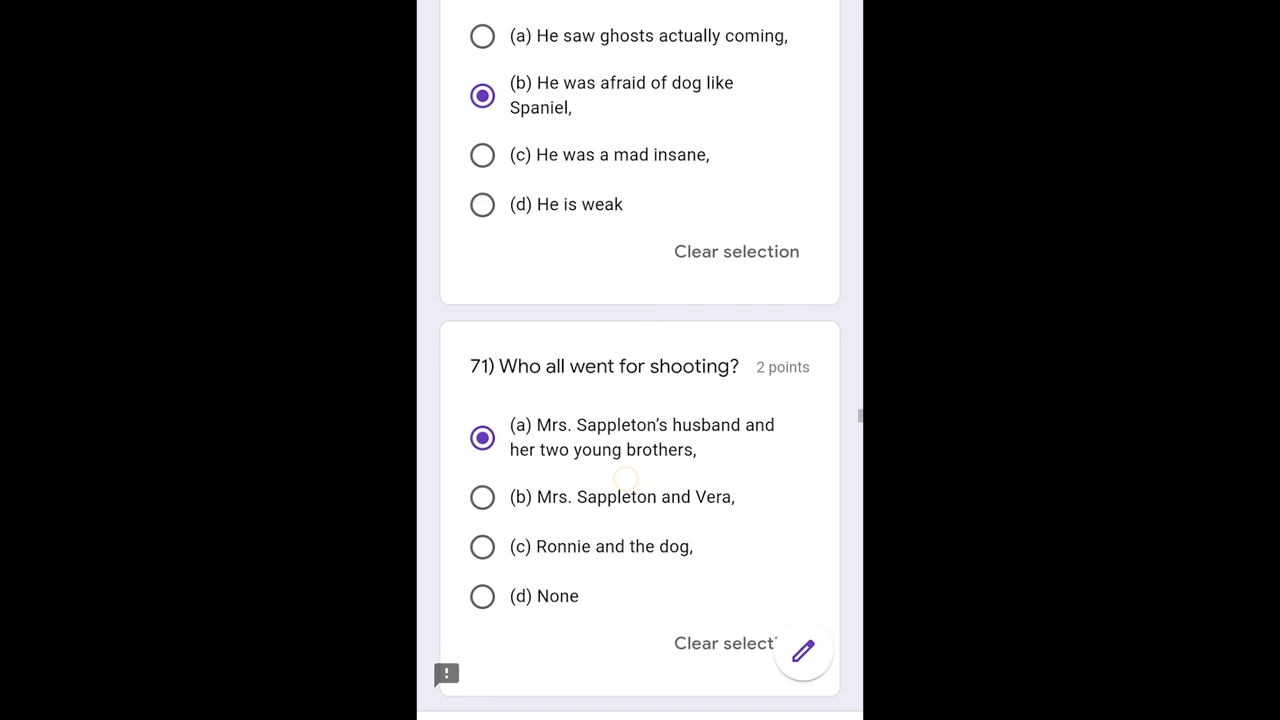 (a) He saw ghosts actually coming,
(b) He was afraid of dog like
Spaniel,
(c) He was a mad insane,
(d) He is weak
Clear selection
71) Who all went for shooting? 2 points
(a) Mrs. Sappleton's husband and
her two young brothers,
(b) Mrs. Sappleton and Vera,
(c) Ronnie and the dog,
(d) None
Clear selecti